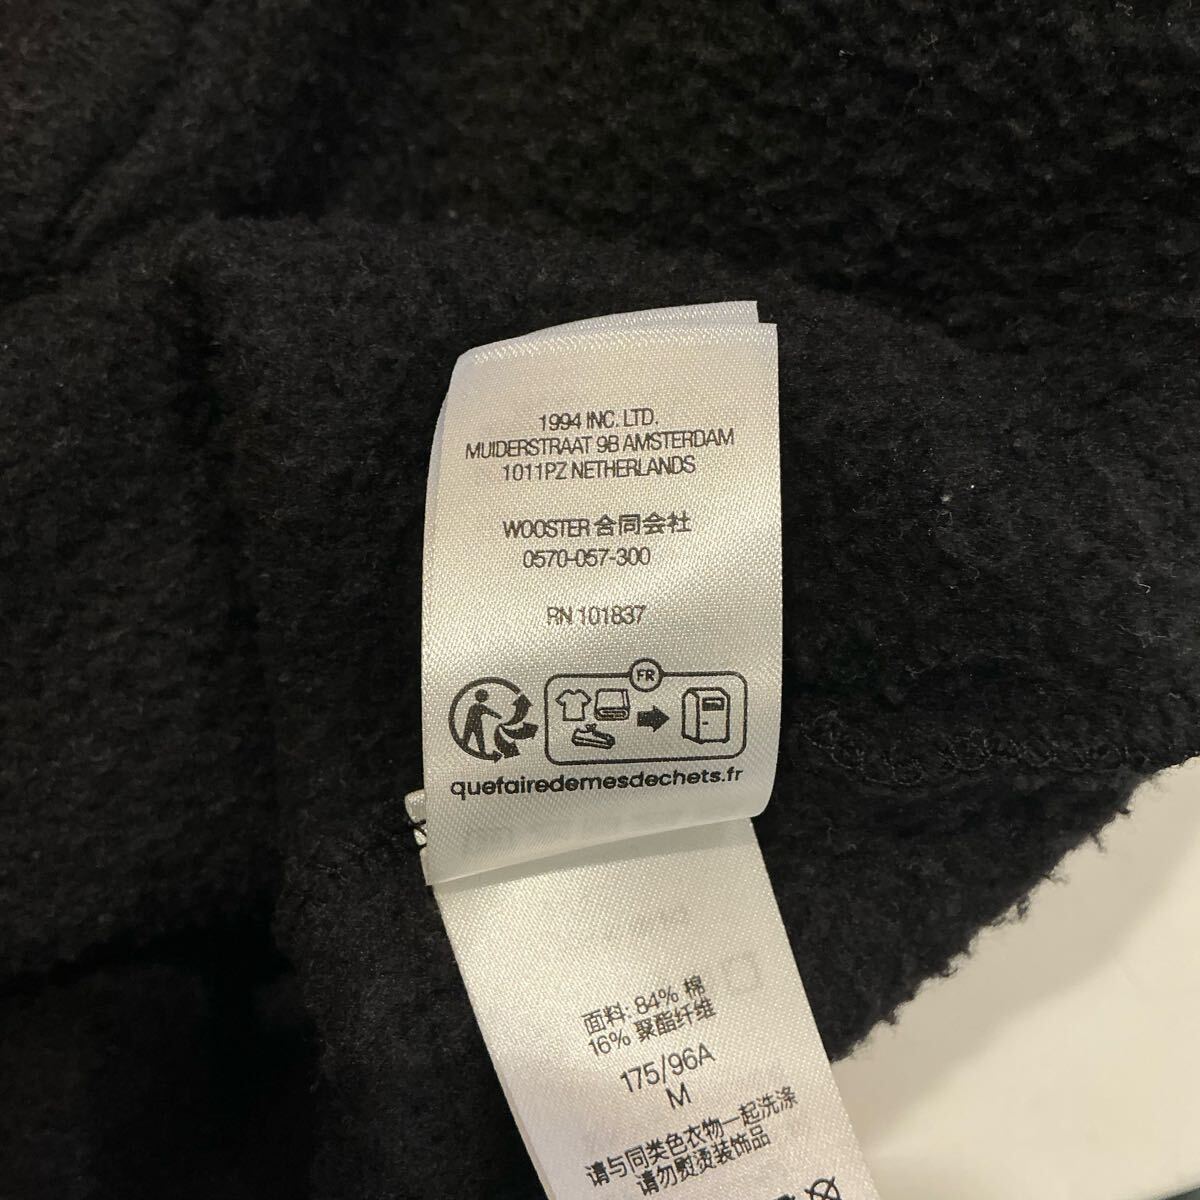 1994 INC. LTD.
MUIDERSTRAAT 9B AMSTERDAM
1011PZ NETHERLANDS
WOOSTER 合同会社
0570-057-300
RN 101837
FR
quefairedemesdechets.fr
面料: 84% 棉
16% 聚酯纤维
175/96A
M
请与同类色衣物一起洗涤
请勿熨烫装饰品